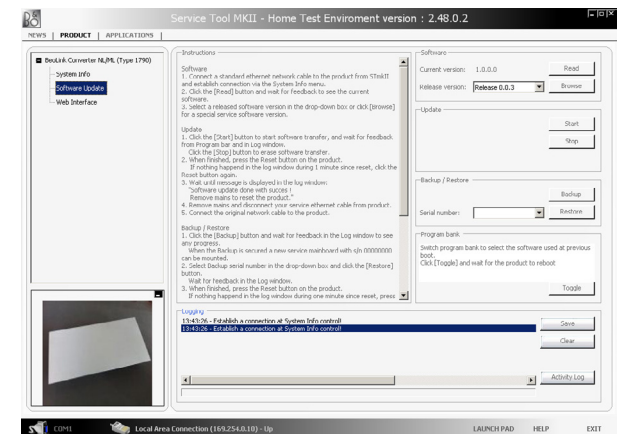 Service Tool MKII - Home Test Enviroment version : 2.48.0.2
NEWS | PRODUCT | APPLICATIONS |
BeoLink Converter NL/ML (Type 1790)
System Info
Software Update
Web Interface
Instructions
Software
1. Connect a standard ethernet network cable to the product from STmkII
and establish connection via the System Info menu.
2. Click the [Read] button and wait for feedback to see the current
software.
3. Select a released software version in the drop-down box or click [Browse]
for a special service software version.
Update
1. Click the [Start] button to start software transfer, and wait for feedback
from Program bar and in Log window.
Click the [Stop] button to erase software transfer.
2. When finished, press the Reset button on the product.
If nothing happend in the log window during 1 minute since reset, click the
Reset button again.
3. Wait until message is displayed in the log window:
"Software update done with succes !
Remove mains to reset the product."
4. Remove mains and disconnect your service ethernet cable from product.
5. Connect the original network cable to the product.
Backup / Restore
1. Click the [Backup] button and wait for feedback in the Log window to see
any progress.
When the Backup is secured a new service mainboard with s/n 00000000
can be mounted.
2. Select Backup serial number in the drop-down box and click the [Restore]
button.
Wait for feedback in the Log window.
3. When finished, press the Reset button on the product.
If nothing happend in the log window during one minute since reset, press
Software
Current version: 1.0.0.0 Read
Release version: Release 0.0.3 Browse
Update
Start
Stop
Backup / Restore
Backup
Serial number: Restore
Program bank
Switch program bank to select the software used at previous
boot.
Click [Toggle] and wait for the product to reboot
Toggle
Logging
13:43:26 - Establish a connection at System Info control!
13:43:26 - Establish a connection at System Info control!
Save
Clear
Activity Log
COM1 Local Area Connection (169.254.0.10) - Up LAUNCH PAD HELP EXIT